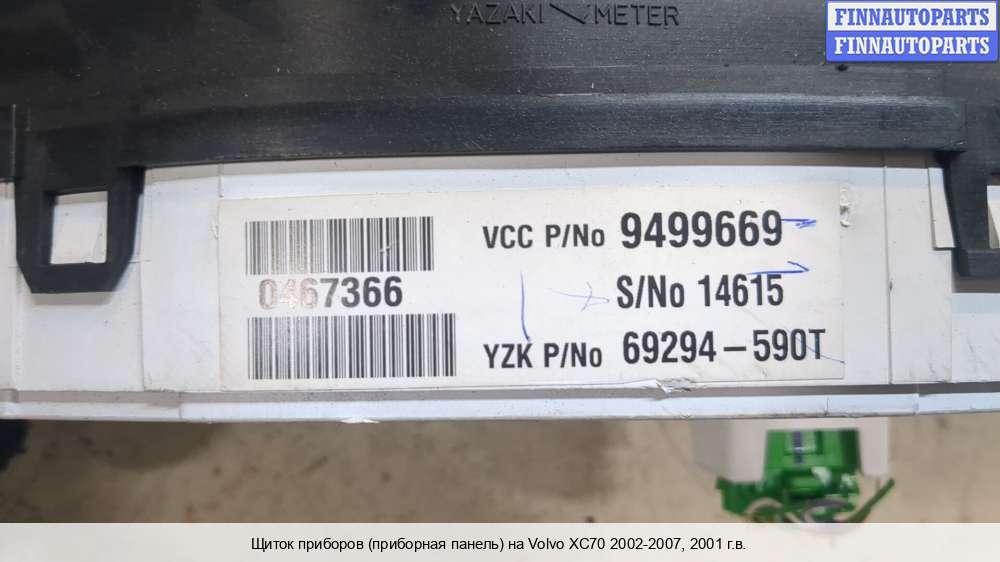 YAZAKI METER
FINNAUTOPARTS
FINNAUTOPARTS
VCC P/No 9499669
0467366
S/No 14615
YZK P/No 69294-590T
Щиток приборов (приборная панель) на Volvo XC70 2002-2007, 2001 г.в.